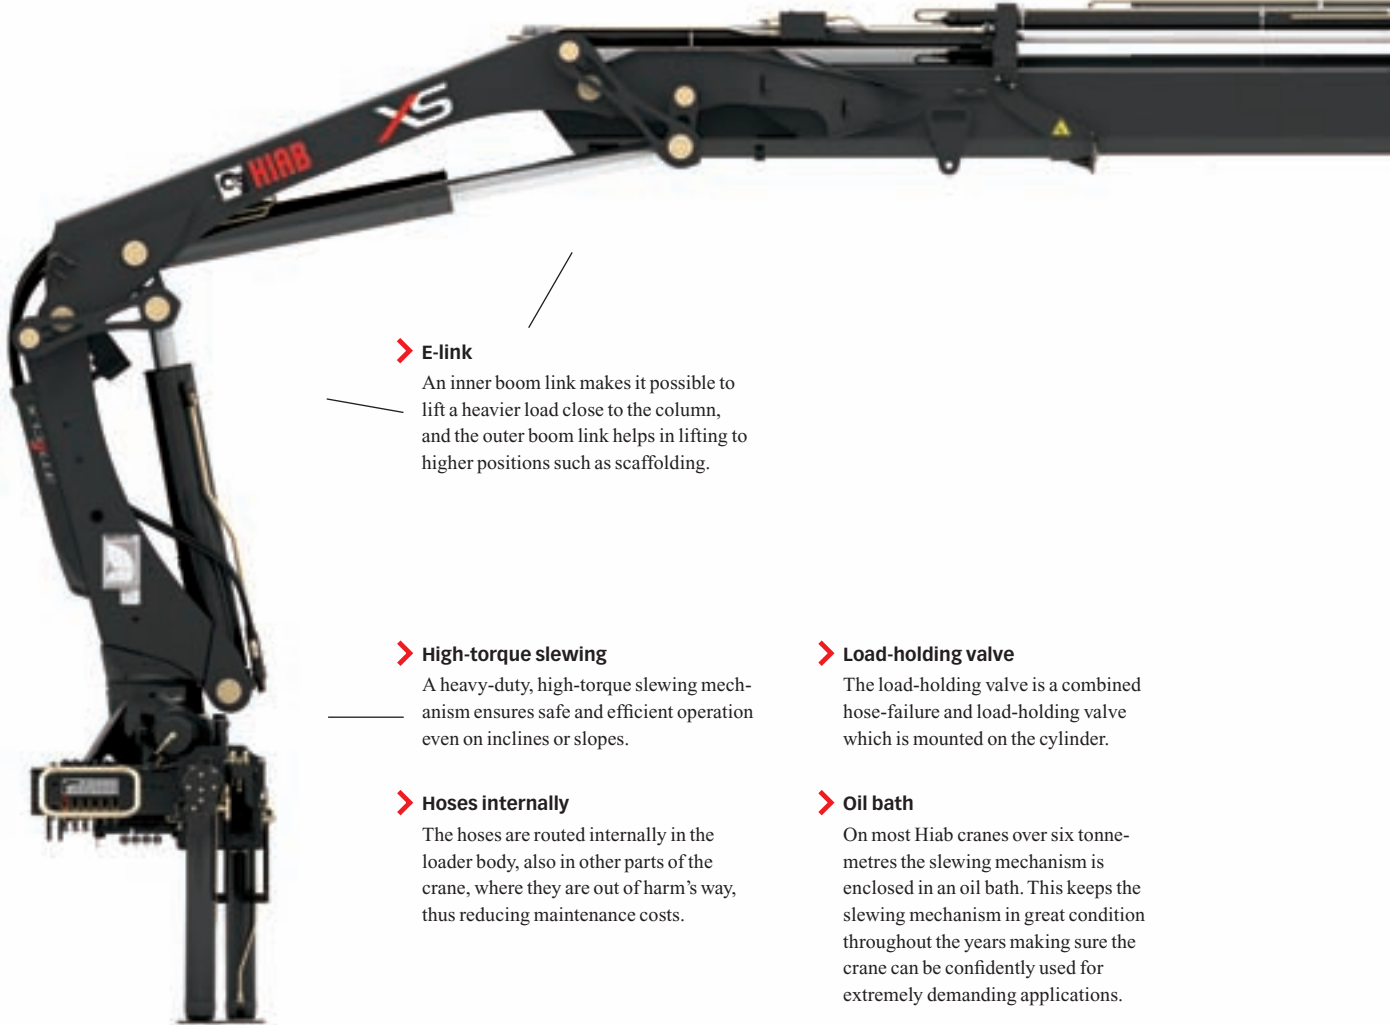 XS
HIAB
E-link
An inner boom link makes it possible to
lift a heavier load close to the column,
and the outer boom link helps in lifting to
higher positions such as scaffolding.
High-torque slewing
A heavy-duty, high-torque slewing mech-
anism ensures safe and efficient operation
even on inclines or slopes.
Hoses internally
The hoses are routed internally in the
loader body, also in other parts of the
crane, where they are out of harm’s way,
thus reducing maintenance costs.
Load-holding valve
The load-holding valve is a combined
hose-failure and load-holding valve
which is mounted on the cylinder.
Oil bath
On most Hiab cranes over six tonne-
metres the slewing mechanism is
enclosed in an oil bath. This keeps the
slewing mechanism in great condition
throughout the years making sure the
crane can be confidently used for
extremely demanding applications.